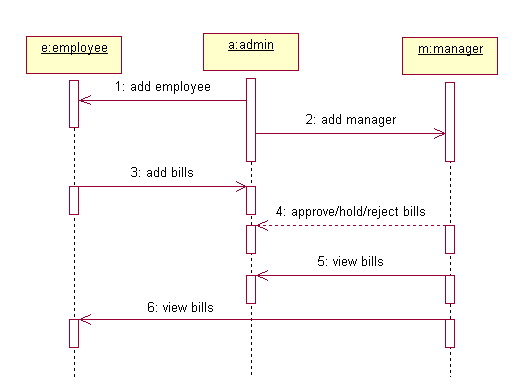 e:employee
a:admin
m:manager
1: add employee
2: add manager
3: add bills
4: approve/hold/reject bills
5: view bills
6: view bills